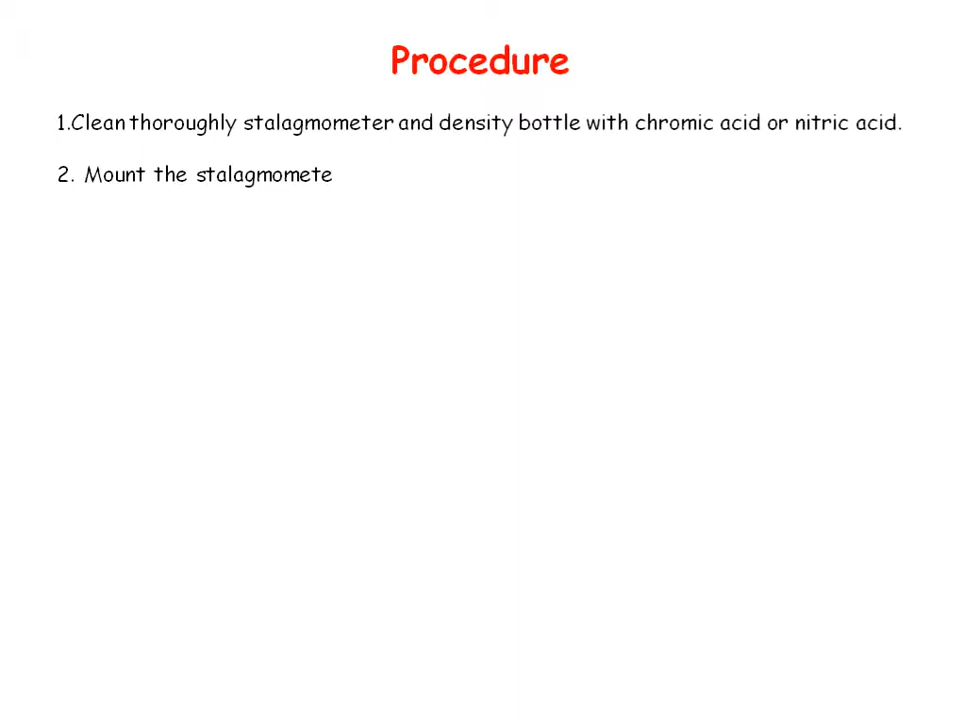 Procedure
1.Clean thoroughly stalagmometer and density bottle with chromic acid or nitric acid.
2. Mount the stalagmomete